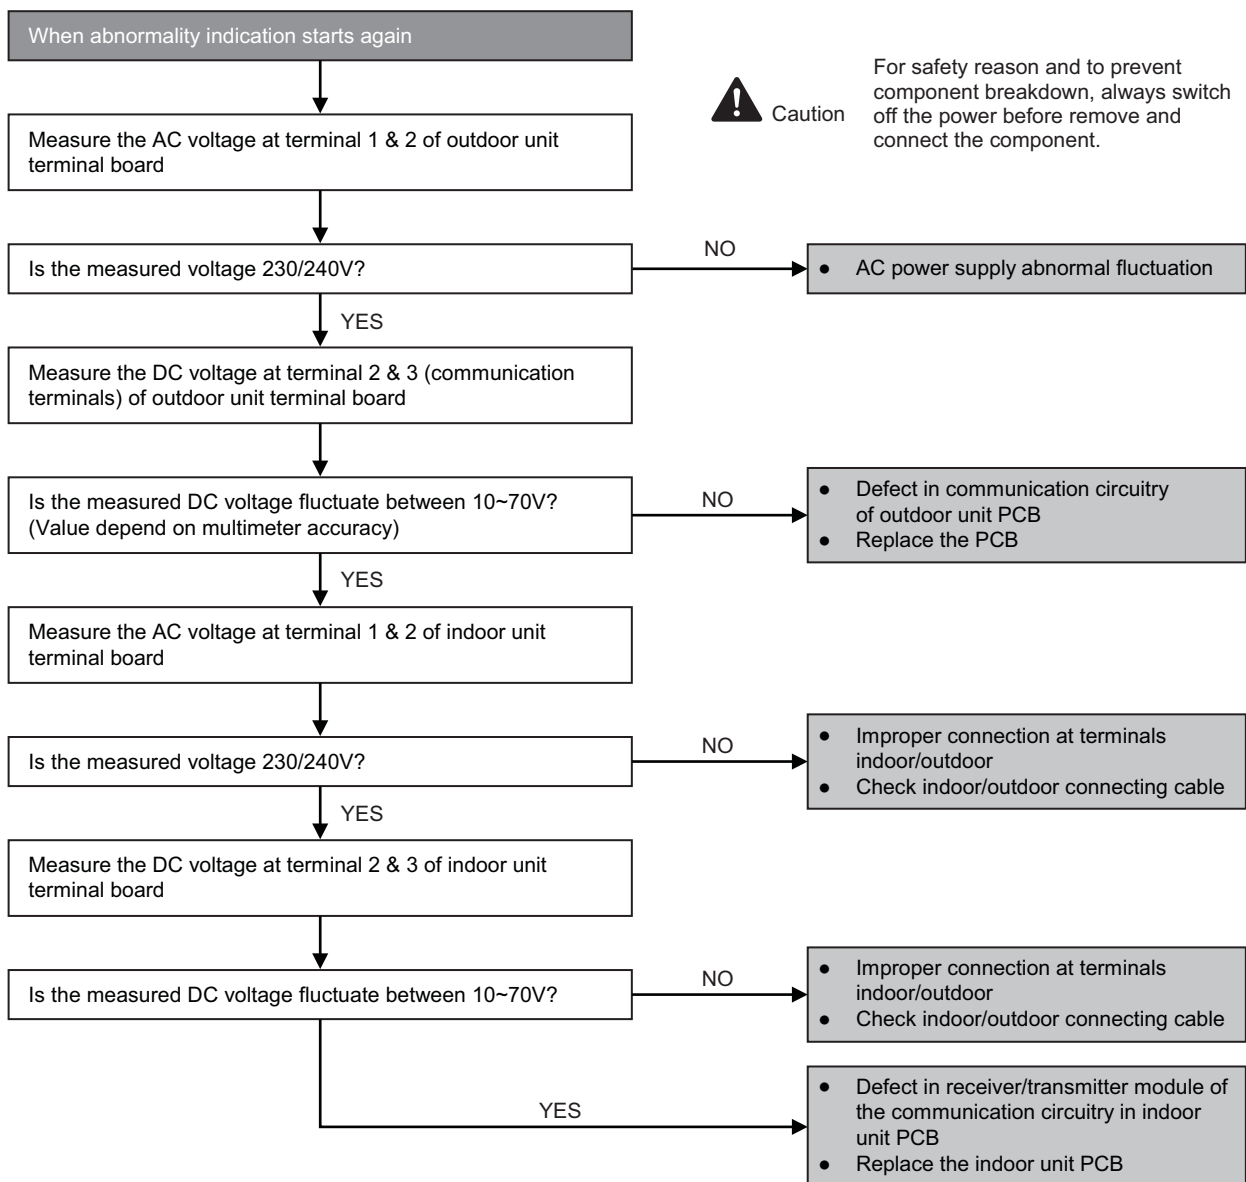 When abnormality indication starts again
Caution
For safety reason and to prevent
component breakdown, always switch
off the power before remove and
connect the component.
Measure the AC voltage at terminal 1 & 2 of outdoor unit
terminal board
Is the measured voltage 230/240V?
NO
● AC power supply abnormal fluctuation
YES
Measure the DC voltage at terminal 2 & 3 (communication
terminals) of outdoor unit terminal board
Is the measured DC voltage fluctuate between 10~70V?
(Value depend on multimeter accuracy)
NO
● Defect in communication circuitry
of outdoor unit PCB
● Replace the PCB
YES
Measure the AC voltage at terminal 1 & 2 of indoor unit
terminal board
Is the measured voltage 230/240V?
NO
● Improper connection at terminals
indoor/outdoor
● Check indoor/outdoor connecting cable
YES
Measure the DC voltage at terminal 2 & 3 of indoor unit
terminal board
Is the measured DC voltage fluctuate between 10~70V?
NO
● Improper connection at terminals
indoor/outdoor
● Check indoor/outdoor connecting cable
YES
● Defect in receiver/transmitter module of
the communication circuitry in indoor
unit PCB
● Replace the indoor unit PCB